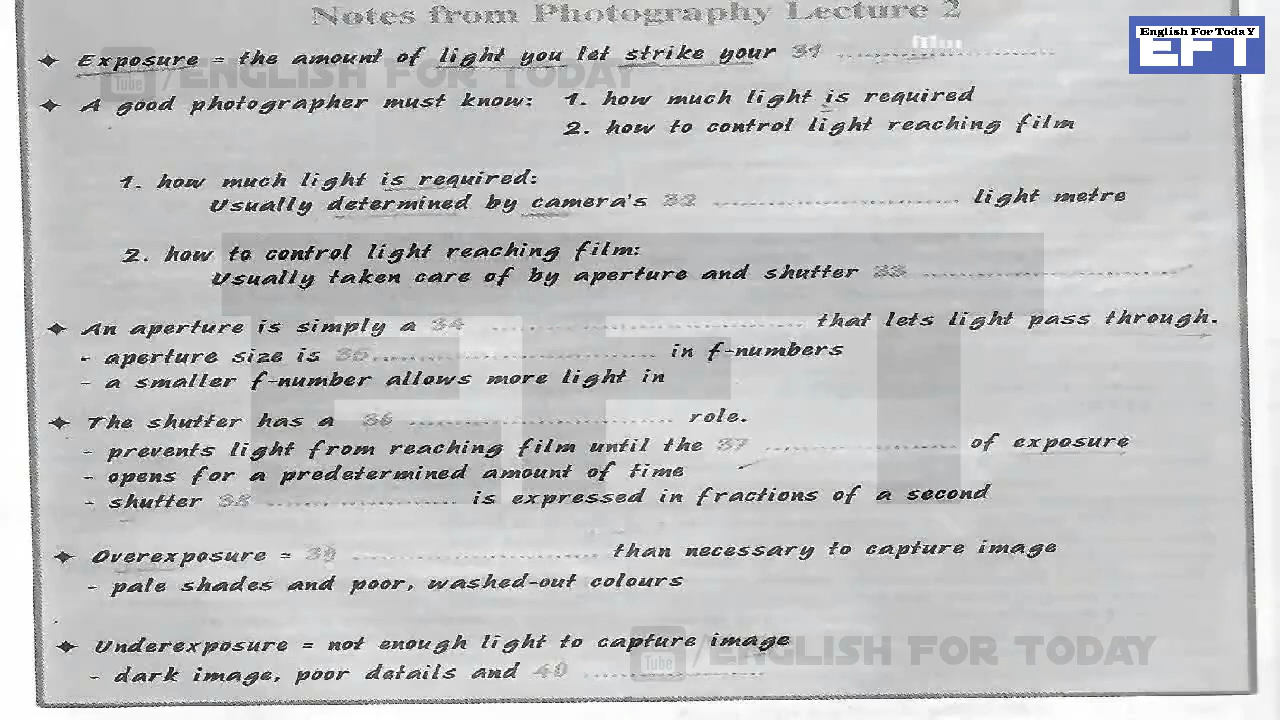 Notes from Photography Lecture 2
English For TodaY
EFT
film
Exposure = the amount of light you let strike your 31 ....................
YouTube/ENGLISH FOR TODAY
A good photographer must know: 1. how much light is required
2. how to control light reaching film
1. how much light is required:
Usually determined by camera's 32 .................... light metre
2. how to control light reaching film:
Usually taken care of by aperture and shutter 33 ....................
EFT
An aperture is simply a 34 .................... that lets light pass through.
- aperture size is 35 .................... in f-numbers
- a smaller f-number allows more light in
The shutter has a 36 .................... role.
- prevents light from reaching film until the 37 .................... of exposure
- opens for a predetermined amount of time
- shutter 38 .................... is expressed in fractions of a second
Overexposure = 39 .................... than necessary to capture image
- pale shades and poor, washed-out colours
Underexposure = not enough light to capture image
YouTube/ENGLISH FOR TODAY
- dark image, poor details and 40 ....................